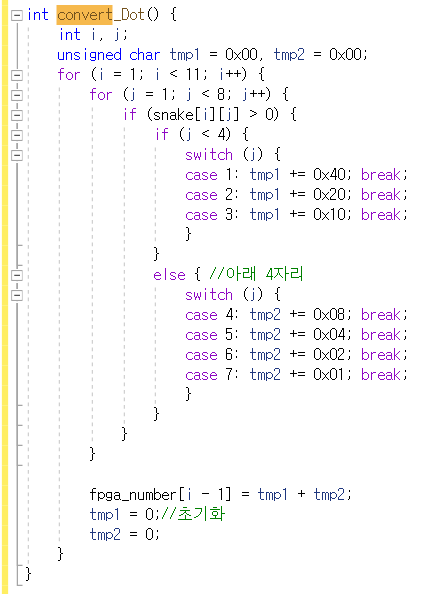 int convert_Dot() {
    int i, j;
    unsigned char tmp1 = 0x00, tmp2 = 0x00;
    for (i = 1; i < 11; i++) {
        for (j = 1; j < 8; j++) {
            if (snake[i][j] > 0) {
                if (j < 4) {
                    switch (j) {
                    case 1: tmp1 += 0x40; break;
                    case 2: tmp1 += 0x20; break;
                    case 3: tmp1 += 0x10; break;
                    }
                }
                else { //아래 4자리
                    switch (j) {
                    case 4: tmp2 += 0x08; break;
                    case 5: tmp2 += 0x04; break;
                    case 6: tmp2 += 0x02; break;
                    case 7: tmp2 += 0x01; break;
                    }
                }
            }
        }

        fpga_number[i - 1] = tmp1 + tmp2;
        tmp1 = 0;//초기화
        tmp2 = 0;
    }
}